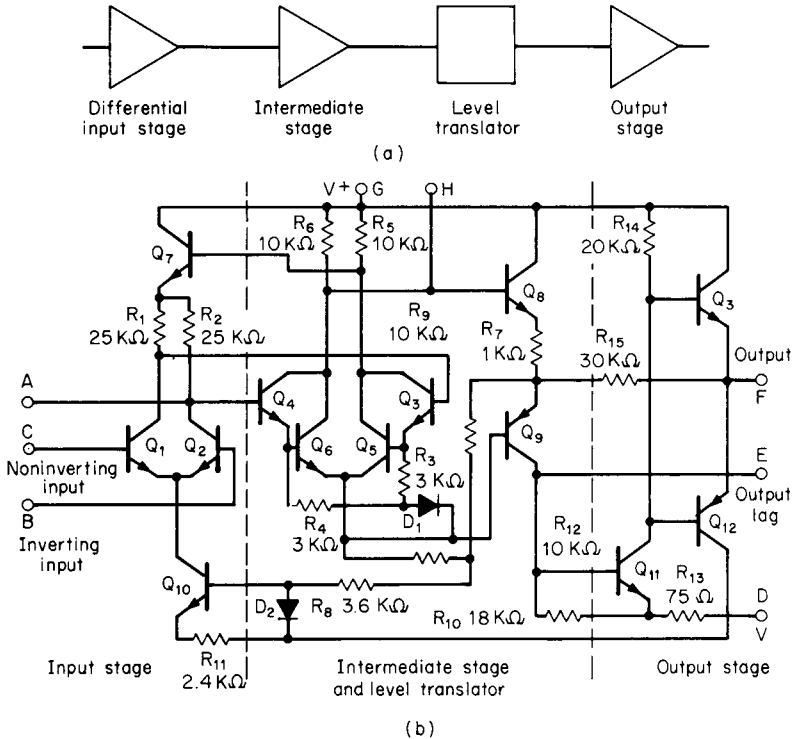 Differential
input stage
Intermediate
stage
Level
translator
Output
stage
(a)
V+ G H
R6
10 KΩ
R5
10 KΩ
R14
20 KΩ
Q7
Q8
Q3
R1
25 KΩ
R2
25 KΩ
R9
10 KΩ
R7
1 KΩ
R15
30 KΩ
Output
F
A
Q4
Q3
C
Q1
Q2
Q6
Q5
Q9
Noninverting
input
R3
3 KΩ
E
Output
lag
B
Inverting
input
R4
3 KΩ
D1
R12
10 KΩ
Q12
Q10
Q11
R13
75 Ω
D
V
D2
R8
3.6 KΩ
R10
18 KΩ
R11
2.4 KΩ
Input stage
Intermediate stage
and level translator
Output stage
(b)